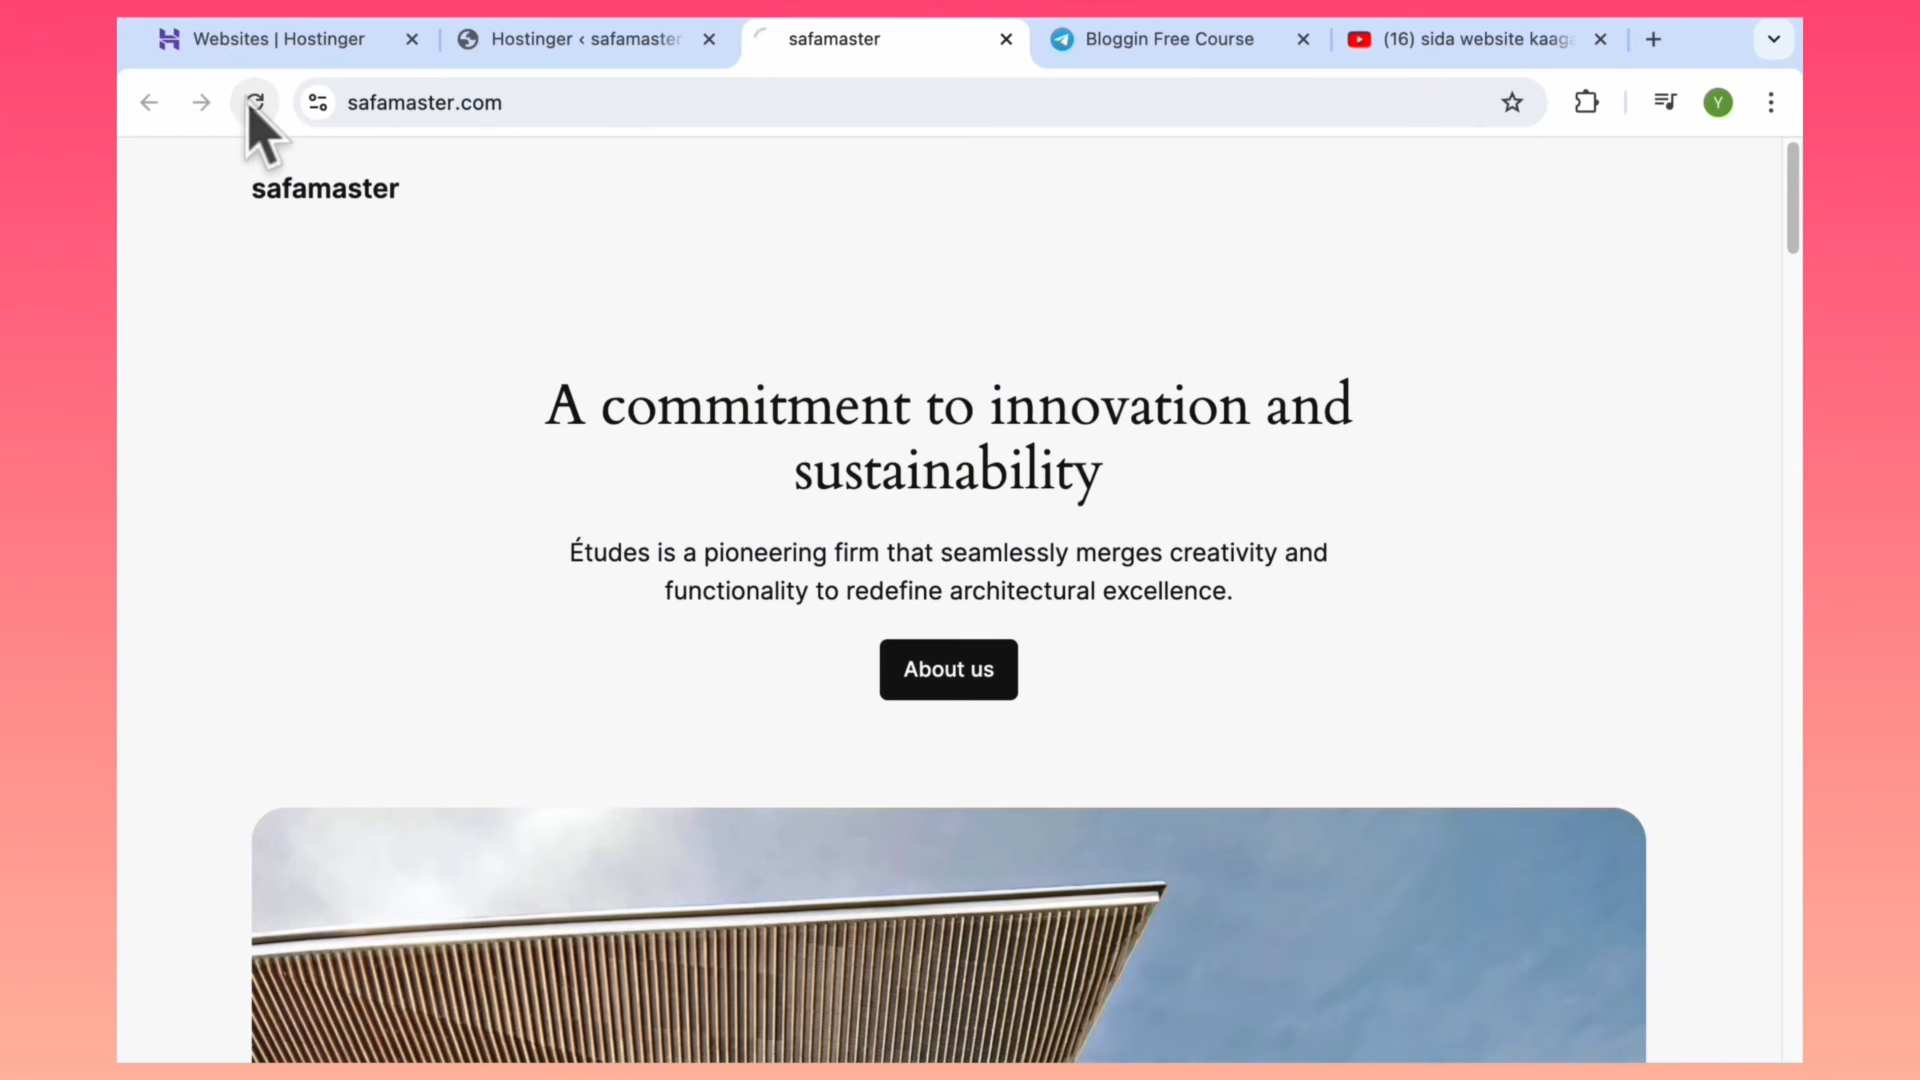 Websites | Hostinger
Hostinger ‹ safamaster
safamaster
Bloggin Free Course
(16) sida website kaaga
safamaster.com
Y
safamaster
A commitment to innovation and
sustainability
Études is a pioneering firm that seamlessly merges creativity and
functionality to redefine architectural excellence.
About us